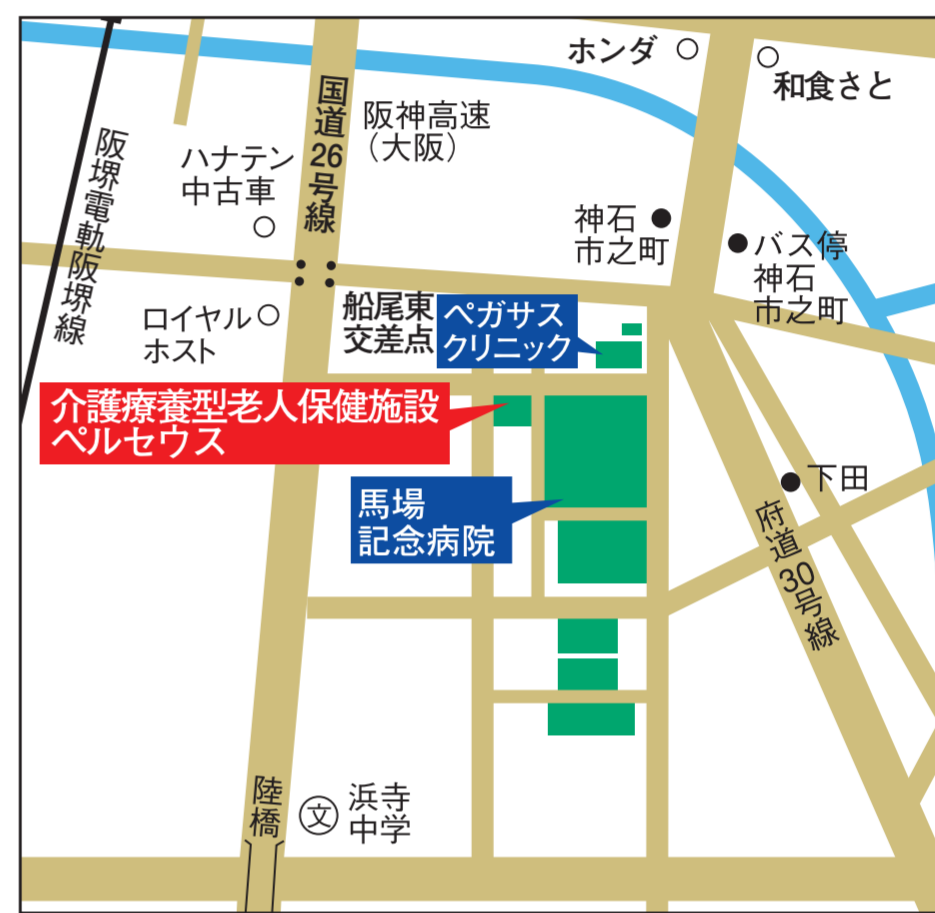 ホンダ
和食さと
国道26号線
阪神高速
（大阪）
阪堺電軌阪堺線
ハナテン
中古車
神石
市之町
バス停
神石
市之町
ロイヤル
ホスト
船尾東
交差点
ペガサス
クリニック
介護療養型老人保健施設
ペルセウス
馬場
記念病院
下田
府道30号線
陸橋
文
浜寺
中学